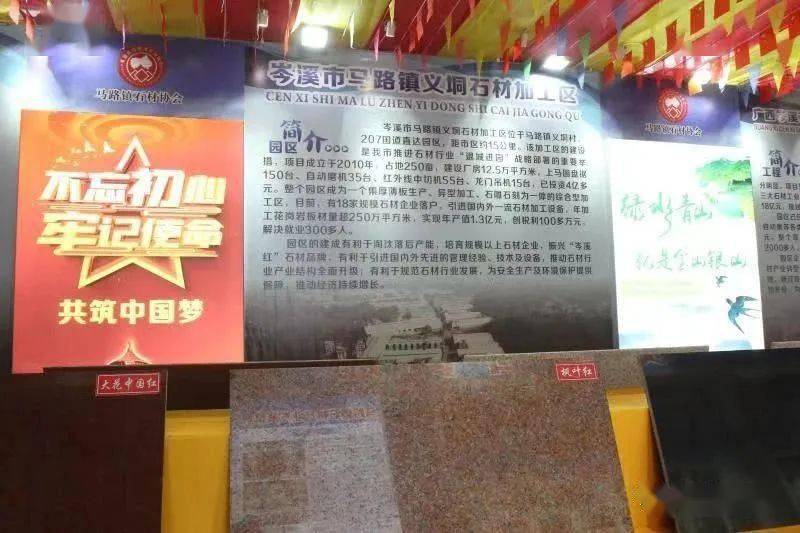 马路镇石材协会
不忘初心
牢记使命
共筑中国梦
岑溪市马路镇义垌石材加工区
CEN XI SHI MA LU ZHEN YI DONG SHI CAI JIA GONG QU
园区
简介
岑溪市马路镇义垌石材加工区位于马路镇义垌村,
207国道直达园区,距市区约15公里。该加工区的建设
是我市推进石材行业“退城进园”战略部署的重要举
措,项目成立于2010年,占地250亩,建设厂房12.5万平方米,上马圆盘锯
150台、自动磨机35台、红外线中切机55台、龙门吊机15台,已投资4亿多
元。整个园区成为一个集厚薄板生产、异型加工、石雕石刻为一体的综合型加
工区,目前,有18家规模石材企业落户,引进国内外一流石材加工设备,年加
工花岗岩板材量超250万平方米,实现年产值1.3亿元,创税利100多万元,
解决就业300多人。
园区的建成有利于淘汰落后产能,培育规模以上石材企业,振兴“岑溪
红”石材品牌,有利于引进国内外先进的管理经验、技术及设备,推动石材行
业产业结构全面升级;有利于规范石材行业发展,为安全生产及环境保护提供
保障,推动经济持续增长。
马路镇石材协会
绿水青山
就是金山银山
广西岑溪
简
工程
大花中国红
枫叶红